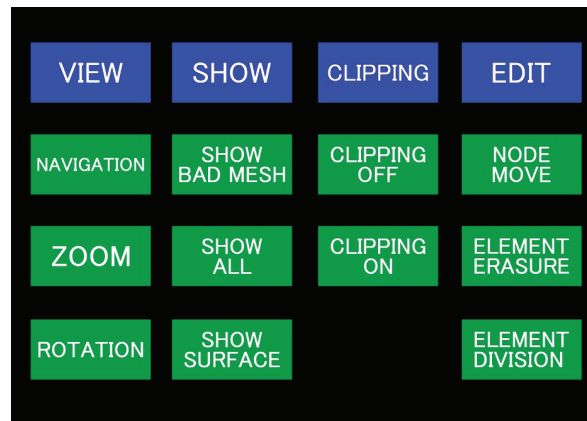 VIEW
SHOW
CLIPPING
EDIT
NAVIGATION
SHOW
BAD MESH
CLIPPING
OFF
NODE
MOVE
ZOOM
SHOW
ALL
CLIPPING
ON
ELEMENT
ERASURE
ROTATION
SHOW
SURFACE
ELEMENT
DIVISION